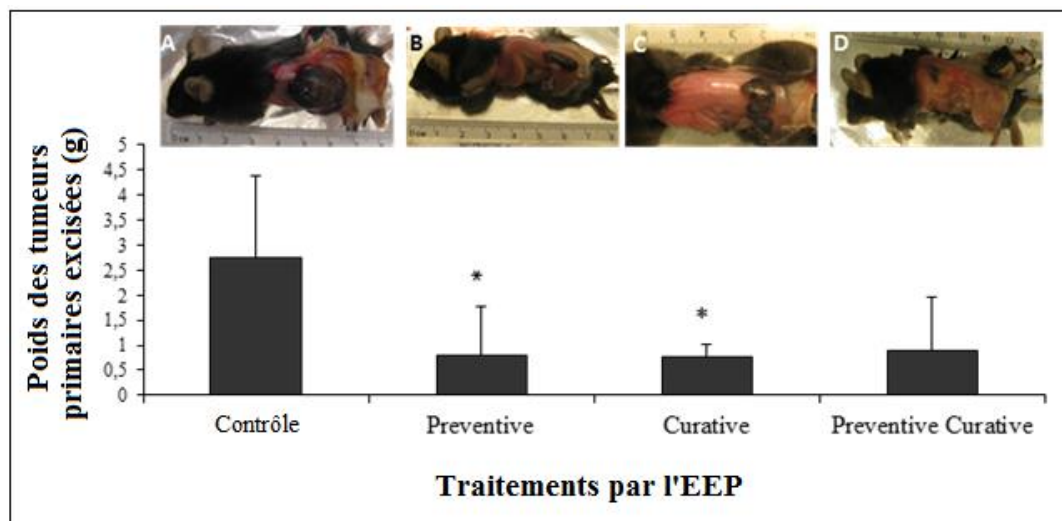 A
B
C
D
5
4,5
4
3,5
3
2,5
2
1,5
1
0,5
0
Poids des tumeurs
primaires excisées (g)
*
*
Contrôle
Preventive
Curative
Preventive Curative
Traitements par l'EEP